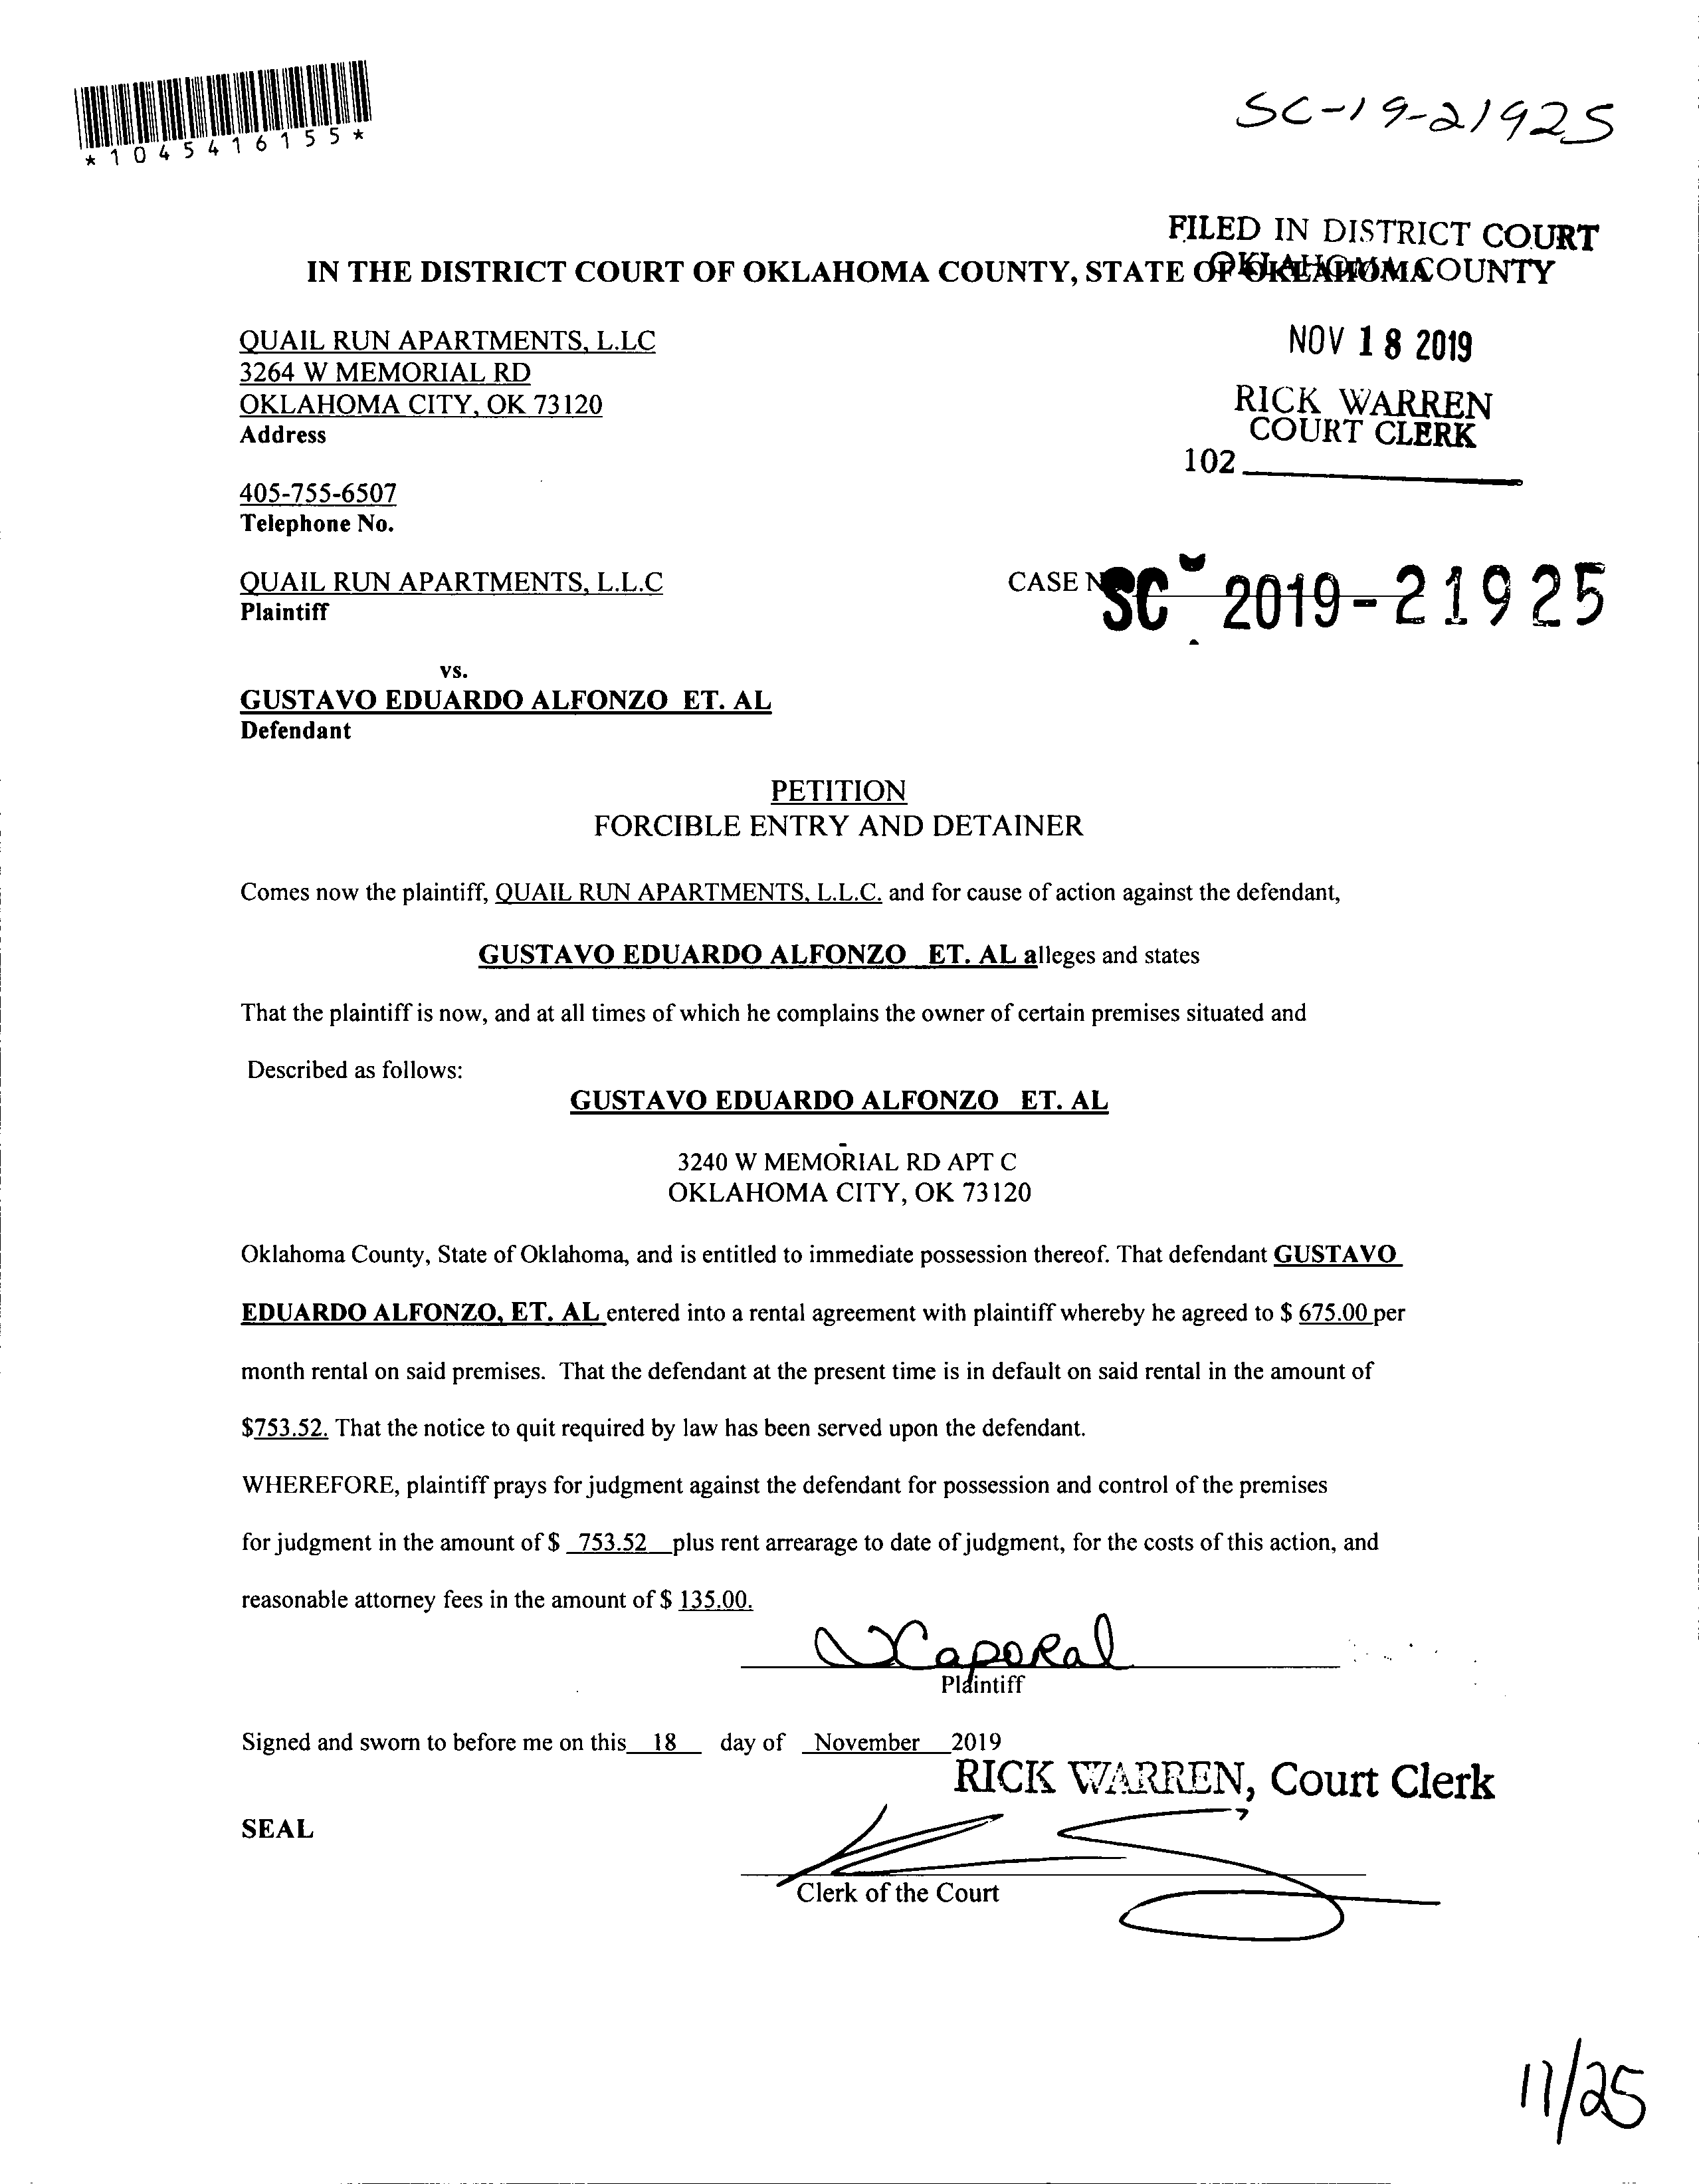 *1045416155*
SC-19-21925
FILED IN DISTRICT COURT
OKLAHOMA COUNTY
IN THE DISTRICT COURT OF OKLAHOMA COUNTY, STATE OF OKLAHOMA
QUAIL RUN APARTMENTS, L.LC
3264 W MEMORIAL RD
OKLAHOMA CITY, OK 73120
Address
NOV 18 2019
RICK WARREN
COURT CLERK
102
405-755-6507
Telephone No.
QUAIL RUN APARTMENTS, L.L.C
Plaintiff
CASE N SC 2019-21925
vs.
GUSTAVO EDUARDO ALFONZO ET. AL
Defendant
PETITION
FORCIBLE ENTRY AND DETAINER
Comes now the plaintiff, QUAIL RUN APARTMENTS, L.L.C. and for cause of action against the defendant,
GUSTAVO EDUARDO ALFONZO ET. AL alleges and states
That the plaintiff is now, and at all times of which he complains the owner of certain premises situated and
Described as follows:
GUSTAVO EDUARDO ALFONZO ET. AL
3240 W MEMORIAL RD APT C
OKLAHOMA CITY, OK 73120
Oklahoma County, State of Oklahoma, and is entitled to immediate possession thereof. That defendant GUSTAVO
EDUARDO ALFONZO, ET. AL entered into a rental agreement with plaintiff whereby he agreed to $ 675.00 per
month rental on said premises. That the defendant at the present time is in default on said rental in the amount of
$753.52. That the notice to quit required by law has been served upon the defendant.
WHEREFORE, plaintiff prays for judgment against the defendant for possession and control of the premises
for judgment in the amount of $ 753.52 plus rent arrearage to date of judgment, for the costs of this action, and
reasonable attorney fees in the amount of $ 135.00.
Caporal
Plaintiff
Signed and sworn to before me on this 18 day of November 2019
RICK WARREN, Court Clerk
SEAL
Clerk of the Court
11/25